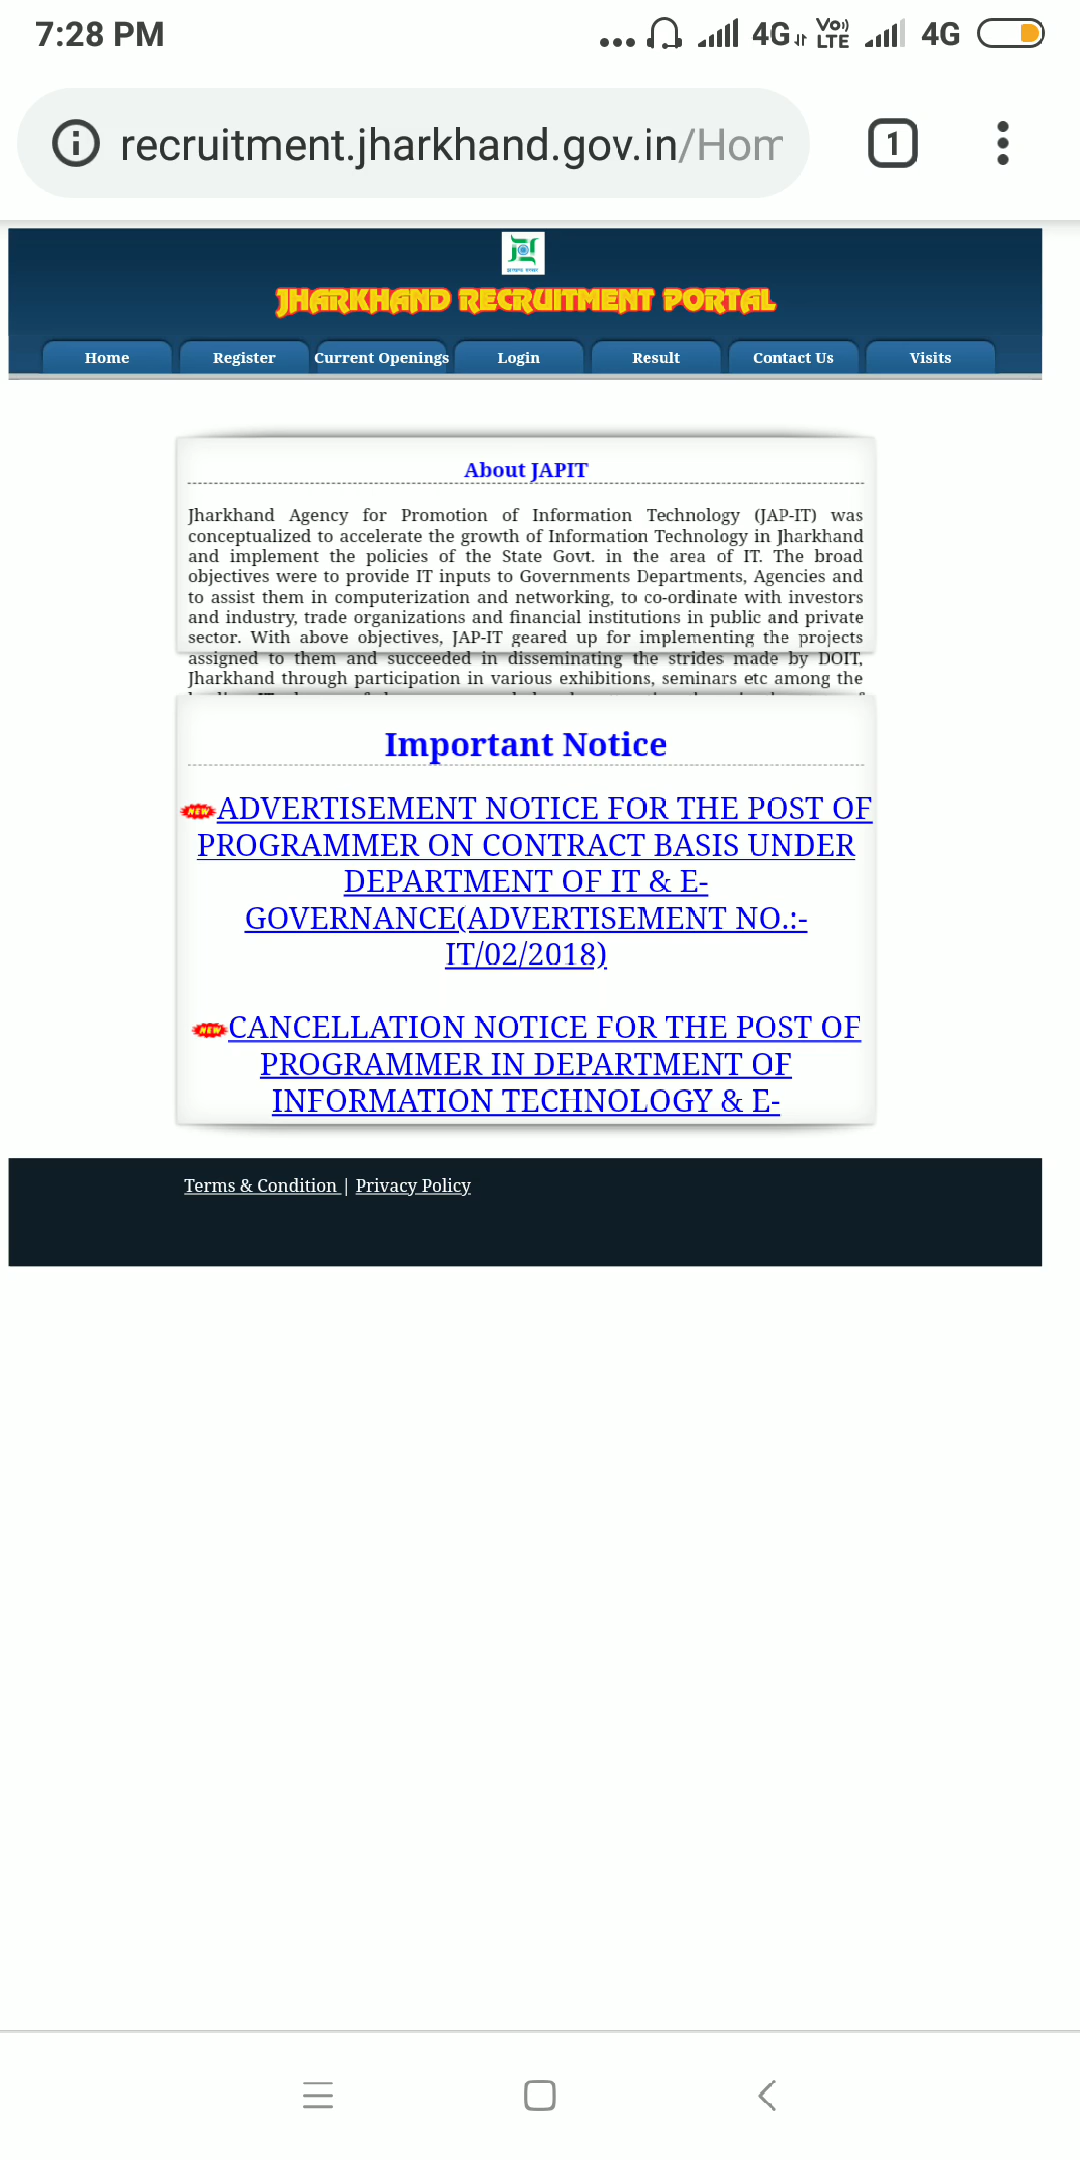 7:28 PM
4G VoLTE 4G
recruitment.jharkhand.gov.in/Hom
1
JHARKHAND RECRUITMENT PORTAL
Home Register Current Openings Login Result Contact Us Visits
About JAPIT
Jharkhand Agency for Promotion of Information Technology (JAP-IT) was
conceptualized to accelerate the growth of Information Technology in Jharkhand
and implement the policies of the State Govt. in the area of IT. The broad
objectives were to provide IT inputs to Governments Departments, Agencies and
to assist them in computerization and networking, to co-ordinate with investors
and industry, trade organizations and financial institutions in public and private
sector. With above objectives, JAP-IT geared up for implementing the projects
assigned to them and succeeded in disseminating the strides made by DOIT,
Jharkhand through participation in various exhibitions, seminars etc among the
Important Notice
NEW ADVERTISEMENT NOTICE FOR THE POST OF
PROGRAMMER ON CONTRACT BASIS UNDER
DEPARTMENT OF IT & E-
GOVERNANCE(ADVERTISEMENT NO.:-
IT/02/2018)
NEW CANCELLATION NOTICE FOR THE POST OF
PROGRAMMER IN DEPARTMENT OF
INFORMATION TECHNOLOGY & E-
Terms & Condition | Privacy Policy